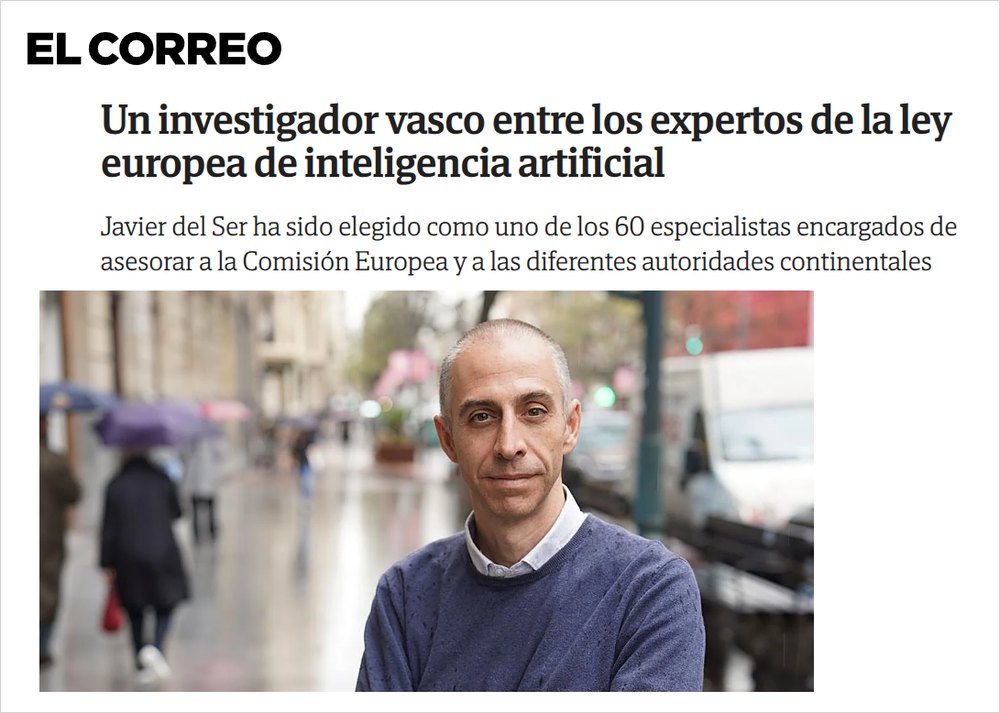 EL CORREO
Un investigador vasco entre los expertos de la ley
europea de inteligencia artificial
Javier del Ser ha sido elegido como uno de los 60 especialistas encargados de
asesorar a la Comisión Europea y a las diferentes autoridades continentales